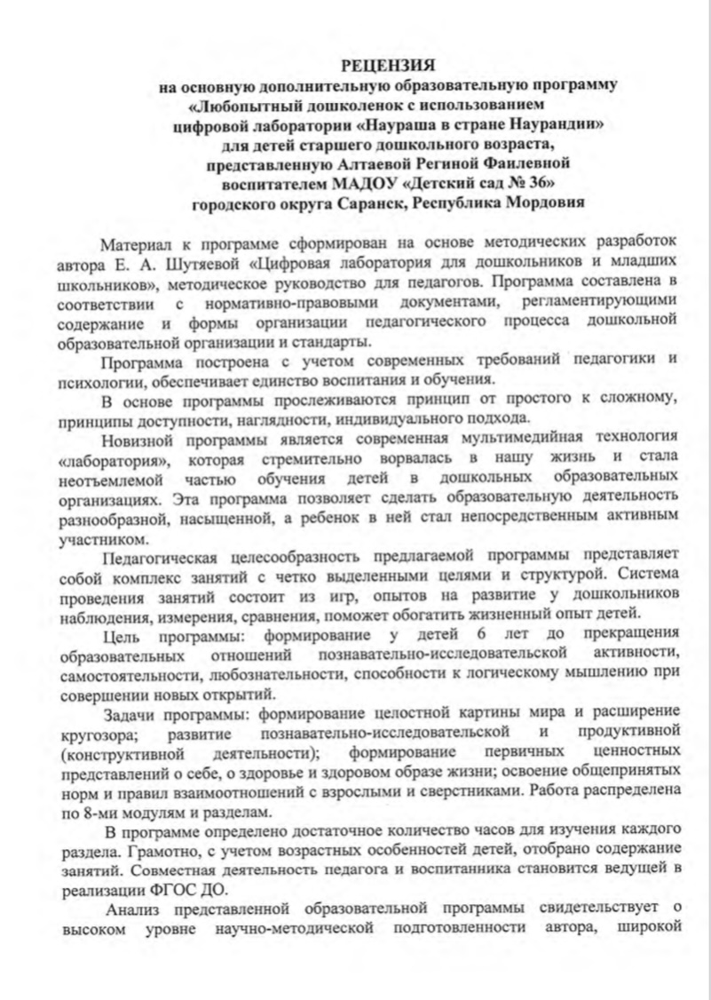 РЕЦЕНЗИЯ
на основную дополнительную образовательную программу
«Любопытный дошколенок с использованием
цифровой лаборатории «Наураша в стране Наурандии»
для детей старшего дошкольного возраста,
представленную Алтаевой Региной Фаилевной
воспитателем МАДОУ «Детский сад № 36»
городского округа Саранск, Республика Мордовия
Материал к программе сформирован на основе методических разработок
автора Е. А. Шутяевой «Цифровая лаборатория для дошкольников и младших
школьников», методическое руководство для педагогов. Программа составлена в
соответствии с нормативно-правовыми документами, регламентирующими
содержание и формы организации педагогического процесса дошкольной
образовательной организации и стандарты.
Программа построена с учетом современных требований педагогики и
психологии, обеспечивает единство воспитания и обучения.
В основе программы прослеживаются принцип от простого к сложному,
принципы доступности, наглядности, индивидуального подхода.
Новизной программы является современная мультимедийная технология
«лаборатория», которая стремительно ворвалась в нашу жизнь и стала
неотъемлемой частью обучения детей в дошкольных образовательных
организациях. Эта программа позволяет сделать образовательную деятельность
разнообразной, насыщенной, а ребенок в ней стал непосредственным активным
участником.
Педагогическая целесообразность предлагаемой программы представляет
собой комплекс занятий с четко выделенными целями и структурой. Система
проведения занятий состоит из игр, опытов на развитие у дошкольников
наблюдения, измерения, сравнения, поможет обогатить жизненный опыт детей.
Цель программы: формирование у детей 6 лет до прекращения
образовательных отношений познавательно-исследовательской активности,
самостоятельности, любознательности, способности к логическому мышлению при
совершении новых открытий.
Задачи программы: формирование целостной картины мира и расширение
кругозора; развитие познавательно-исследовательской и продуктивной
(конструктивной деятельности); формирование первичных ценностных
представлений о себе, о здоровье и здоровом образе жизни; освоение общепринятых
норм и правил взаимоотношений с взрослыми и сверстниками. Работа распределена
по 8-ми модулям и разделам.
В программе определено достаточное количество часов для изучения каждого
раздела. Грамотно, с учетом возрастных особенностей детей, отобрано содержание
занятий. Совместная деятельность педагога и воспитанника становится ведущей в
реализации ФГОС ДО.
Анализ представленной образовательной программы свидетельствует о
высоком уровне научно-методической подготовленности автора, широкой